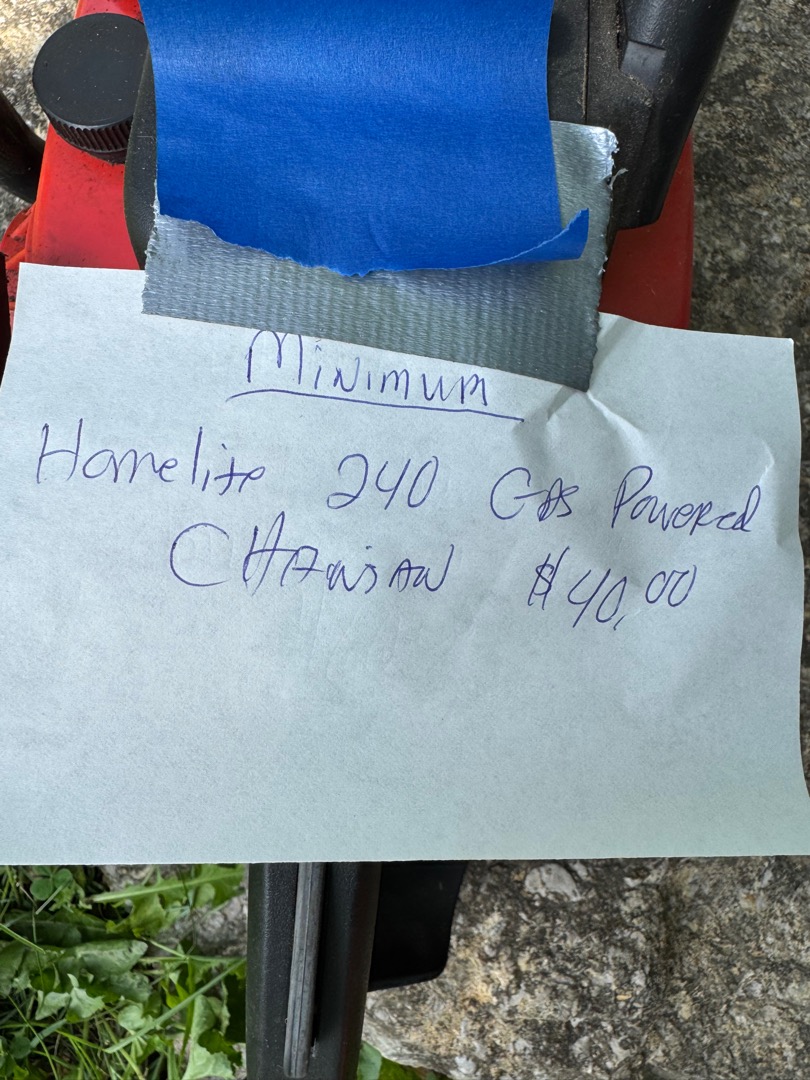 Minimum
Homelite 240 Gas Powered
Chainsaw $40.00